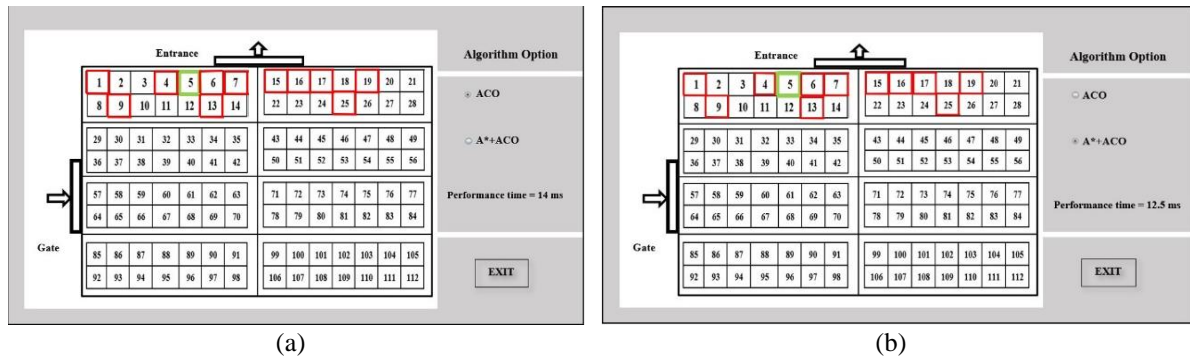 Entrance
1 2 3 4 5 6 7 15 16 17 18 19 20 21
8 9 10 11 12 13 14 22 23 24 25 26 27 28
29 30 31 32 33 34 35 43 44 45 46 47 48 49
36 37 38 39 40 41 42 50 51 52 53 54 55 56
57 58 59 60 61 62 63 71 72 73 74 75 76 77
64 65 66 67 68 69 70 78 79 80 81 82 83 84
Gate
85 86 87 88 89 90 91 99 100 101 102 103 104 105
92 93 94 95 96 97 98 106 107 108 109 110 111 112
Algorithm Option
ACO
A*+ACO
Performance time = 14 ms
EXIT
(a)
Entrance
1 2 3 4 5 6 7 15 16 17 18 19 20 21
8 9 10 11 12 13 14 22 23 24 25 26 27 28
29 30 31 32 33 34 35 43 44 45 46 47 48 49
36 37 38 39 40 41 42 50 51 52 53 54 55 56
57 58 59 60 61 62 63 71 72 73 74 75 76 77
64 65 66 67 68 69 70 78 79 80 81 82 83 84
Gate
85 86 87 88 89 90 91 99 100 101 102 103 104 105
92 93 94 95 96 97 98 106 107 108 109 110 111 112
Algorithm Option
ACO
A*+ACO
Performance time = 12.5 ms
EXIT
(b)